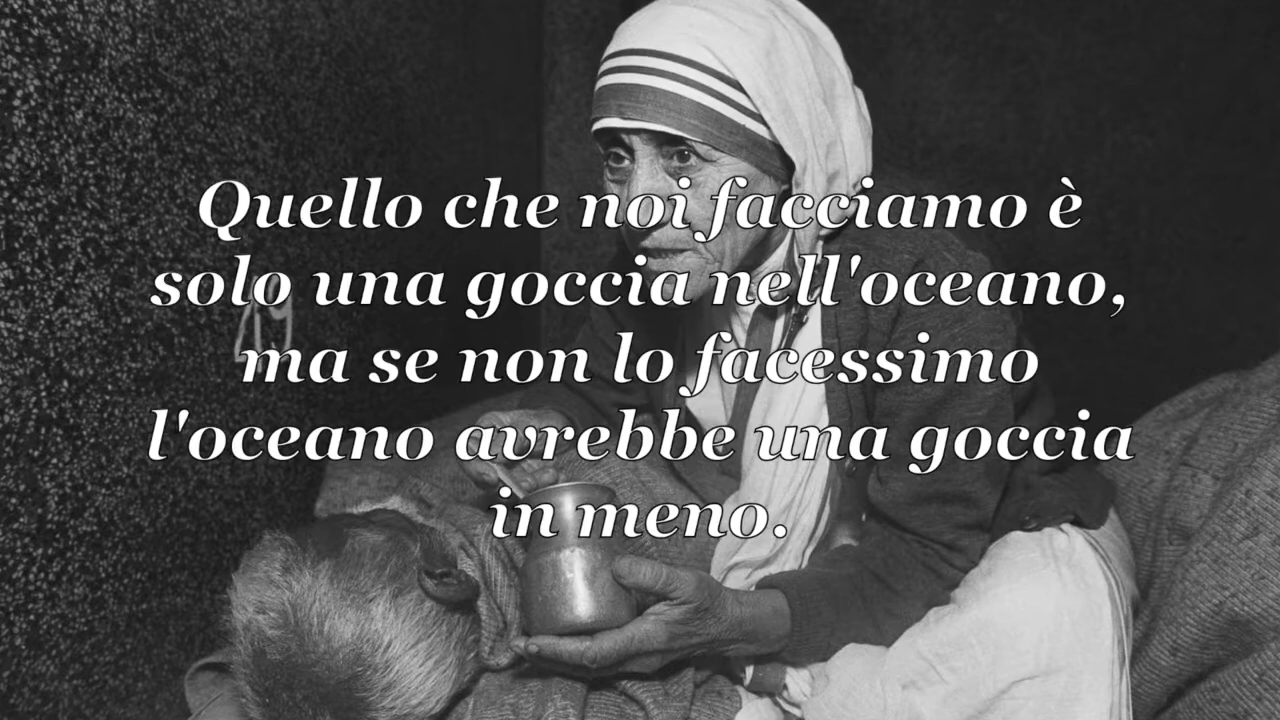 Quello che noi facciamo è
solo una goccia nell'oceano,
ma se non lo facessimo
l'oceano avrebbe una goccia
in meno.
49